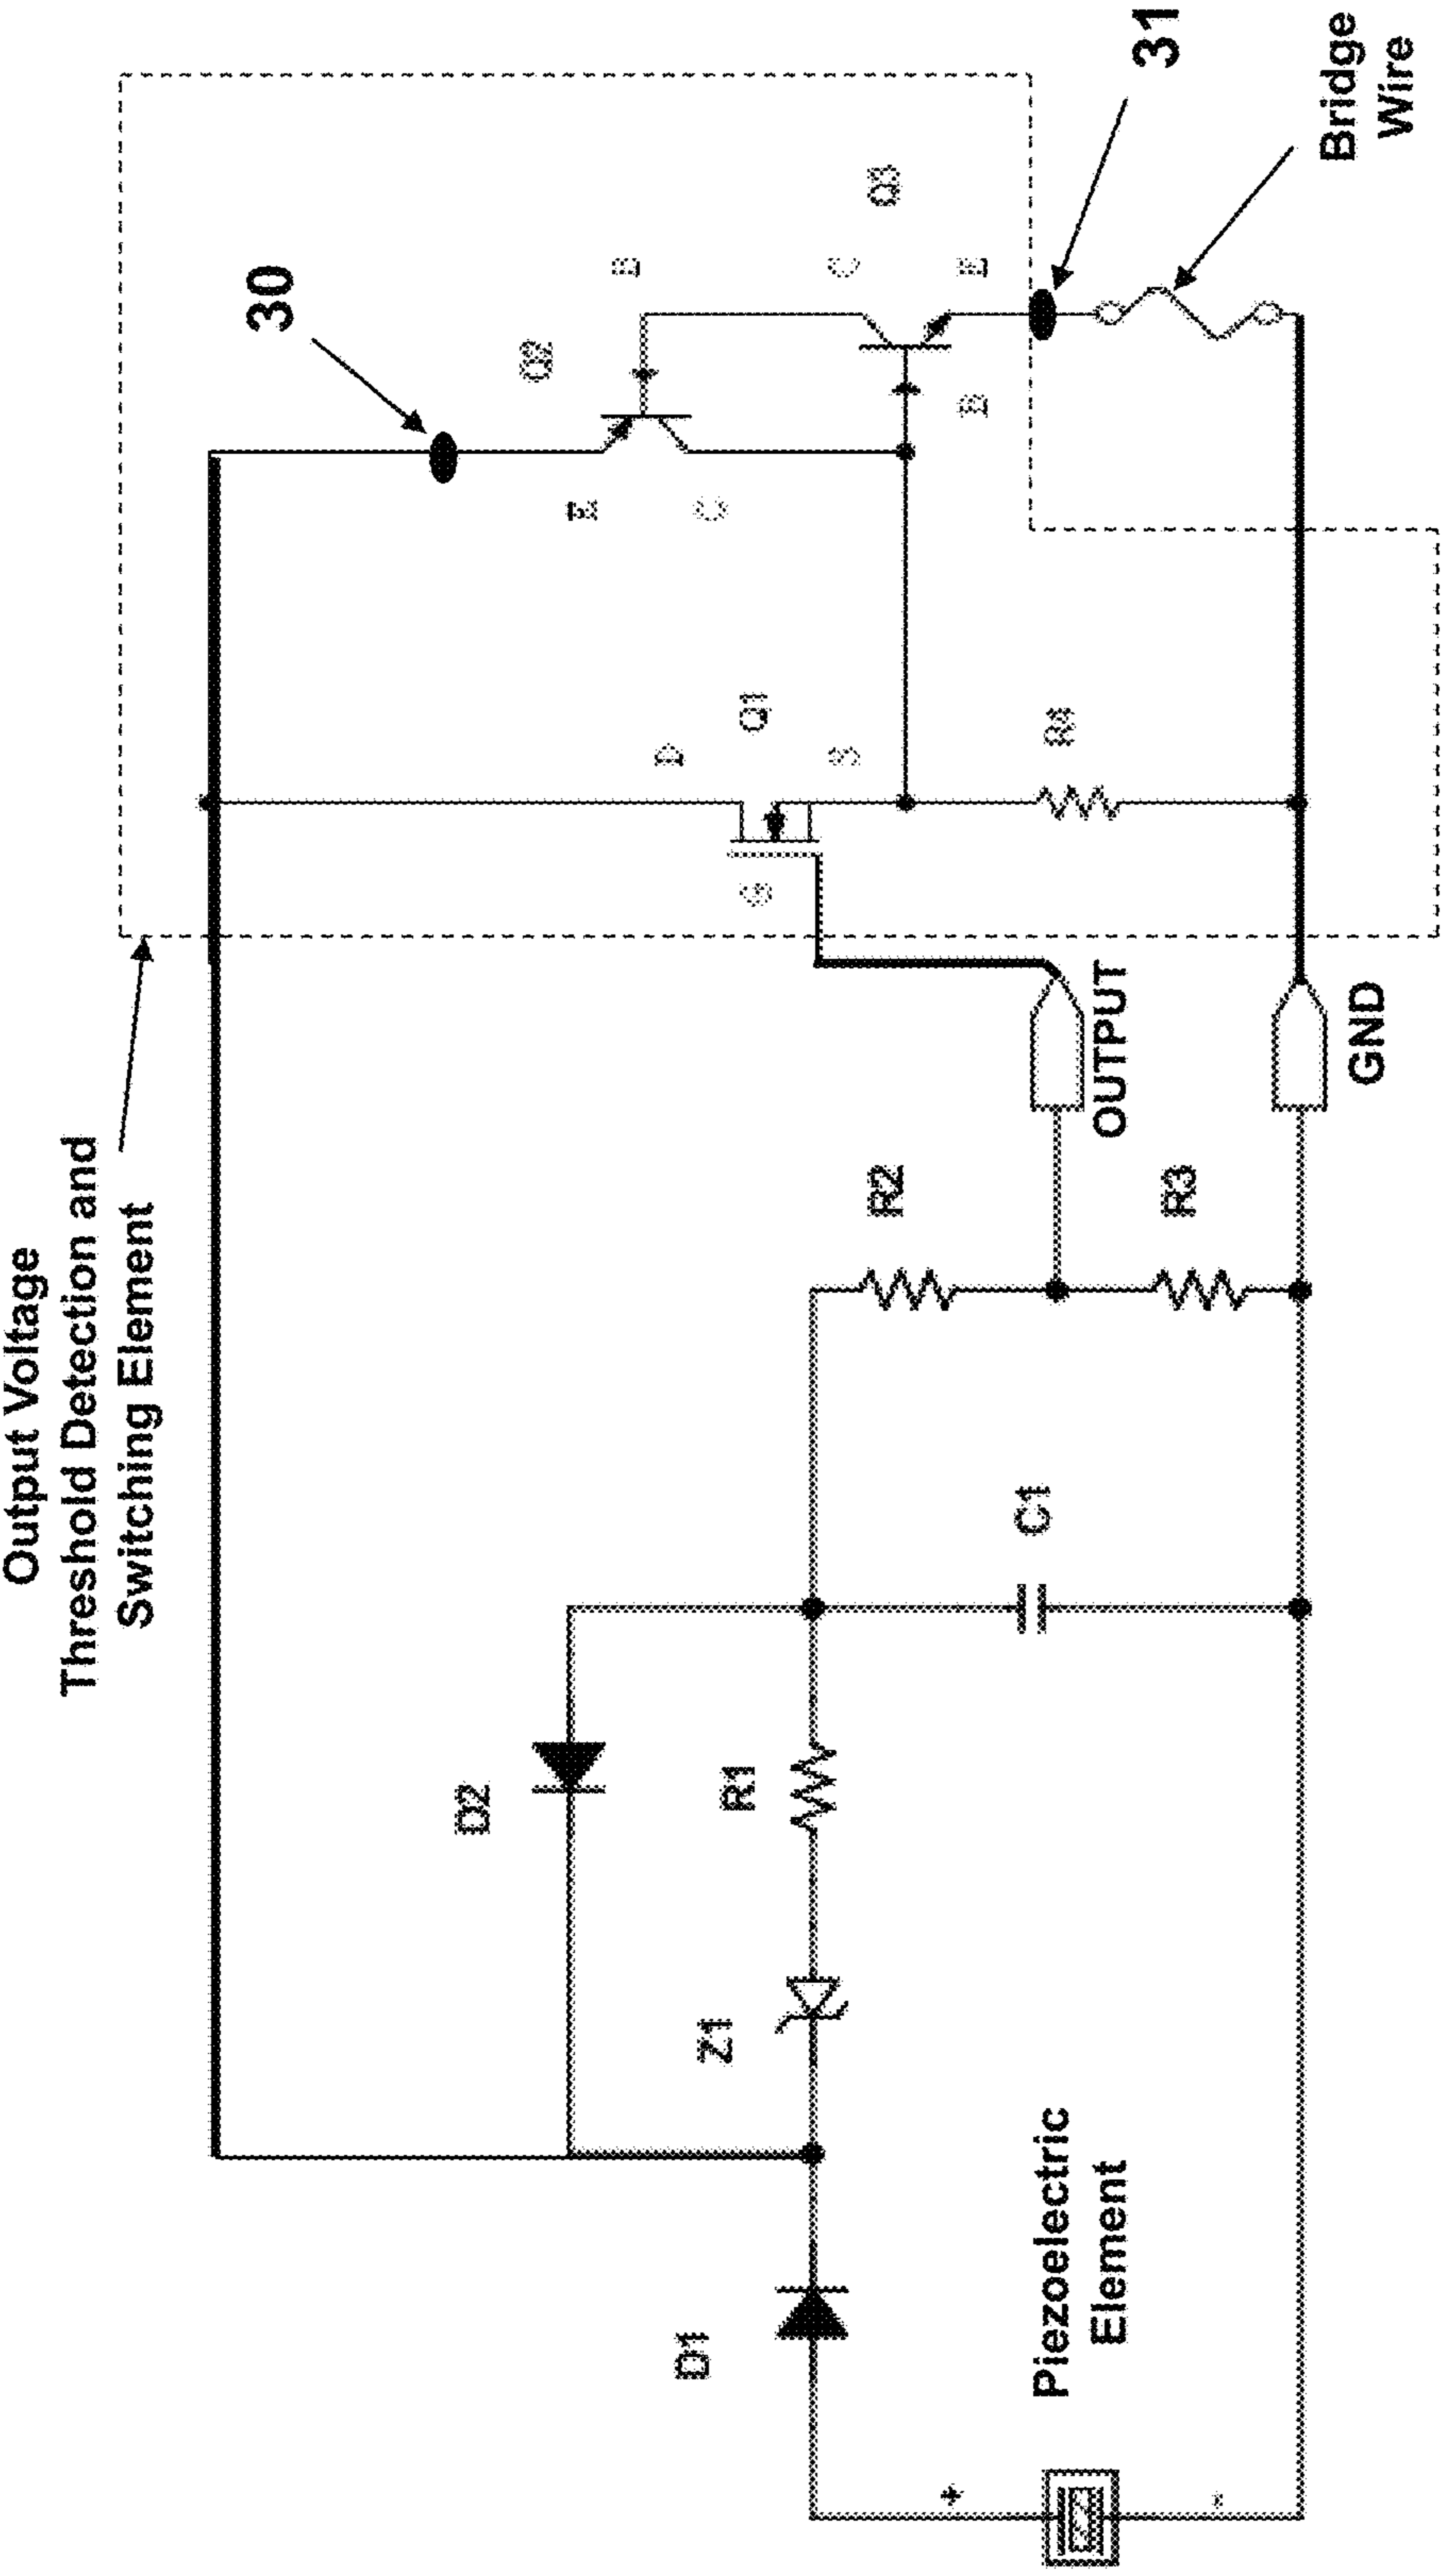 Output Voltage
Threshold Detection and
Switching Element
30
31
Bridge
Wire
Q2
E
B
C
Q3
C
E
B
Q1
D
S
G
R4
OUTPUT
GND
R2
R3
C1
D2
R1
Z1
D1
Piezoelectric
Element
+
-